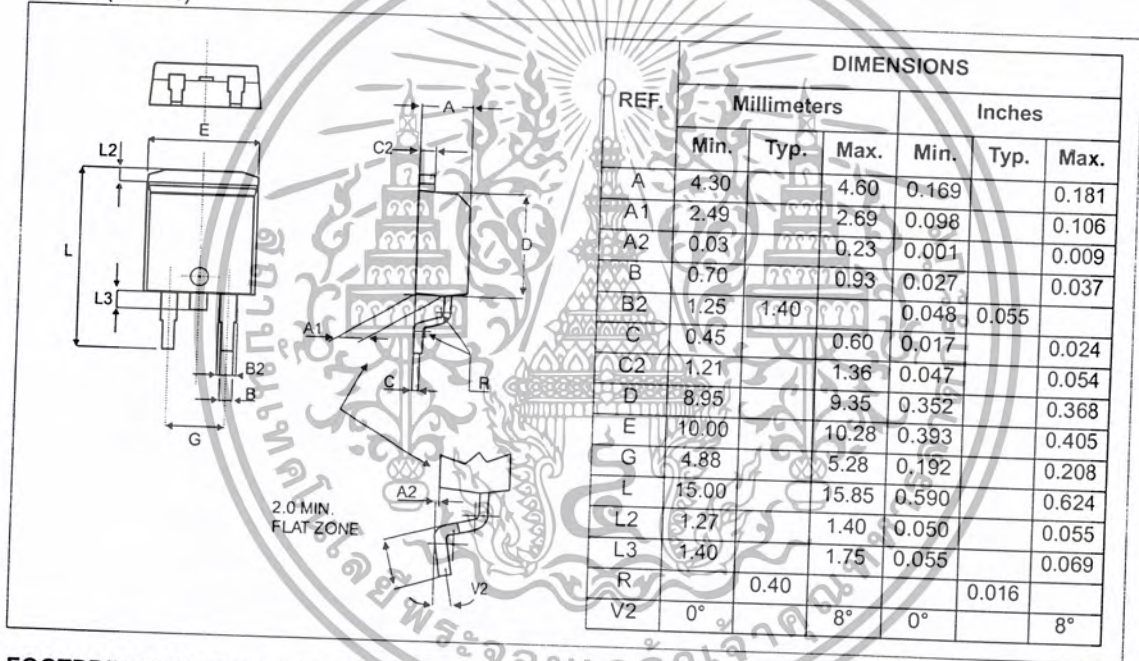 E
L2
L
L3
B2
B
G
A
C2
D
A1
C
R
A2
2.0 MIN.
FLAT ZONE
V2
DIMENSIONS
REF. Millimeters Inches
Min. Typ. Max. Min. Typ. Max.
A 4.30 4.60 0.169 0.181
A1 2.49 2.69 0.098 0.106
A2 0.03 0.23 0.001 0.009
B 0.70 0.93 0.027 0.037
B2 1.25 1.40 0.048 0.055
C 0.45 0.60 0.017 0.024
C2 1.21 1.36 0.047 0.054
D 8.95 9.35 0.352 0.368
E 10.00 10.28 0.393 0.405
G 4.88 5.28 0.192 0.208
L 15.00 15.85 0.590 0.624
L2 1.27 1.40 0.050 0.055
L3 1.40 1.75 0.055 0.069
R 0.40 0.016
V2 0° 8° 0° 8°